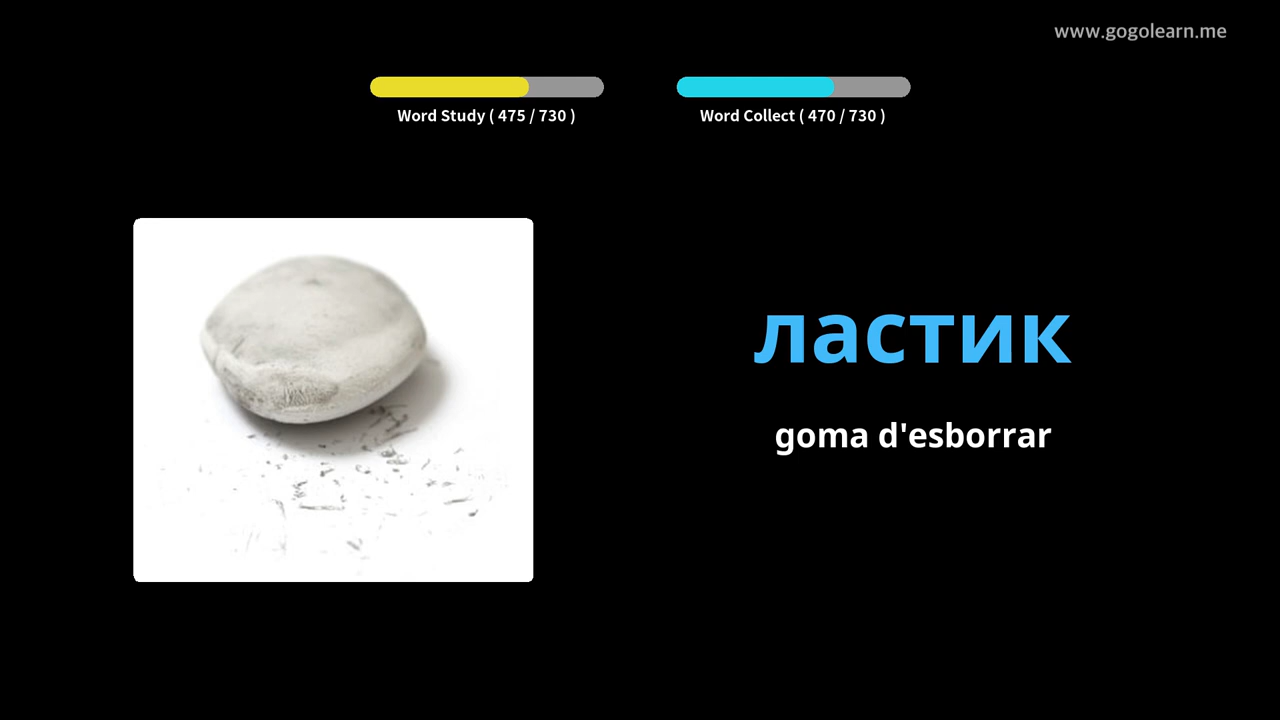 www.gogolearn.me
Word Study ( 475 / 730 )
Word Collect ( 470 / 730 )
ластик
goma d'esborrar